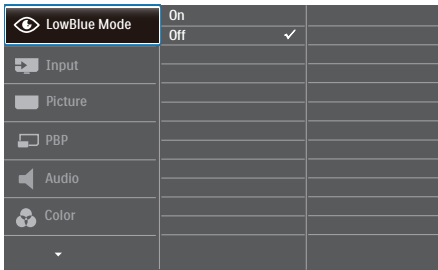 LowBlue Mode
On
Off
Input
Picture
PBP
Audio
Color